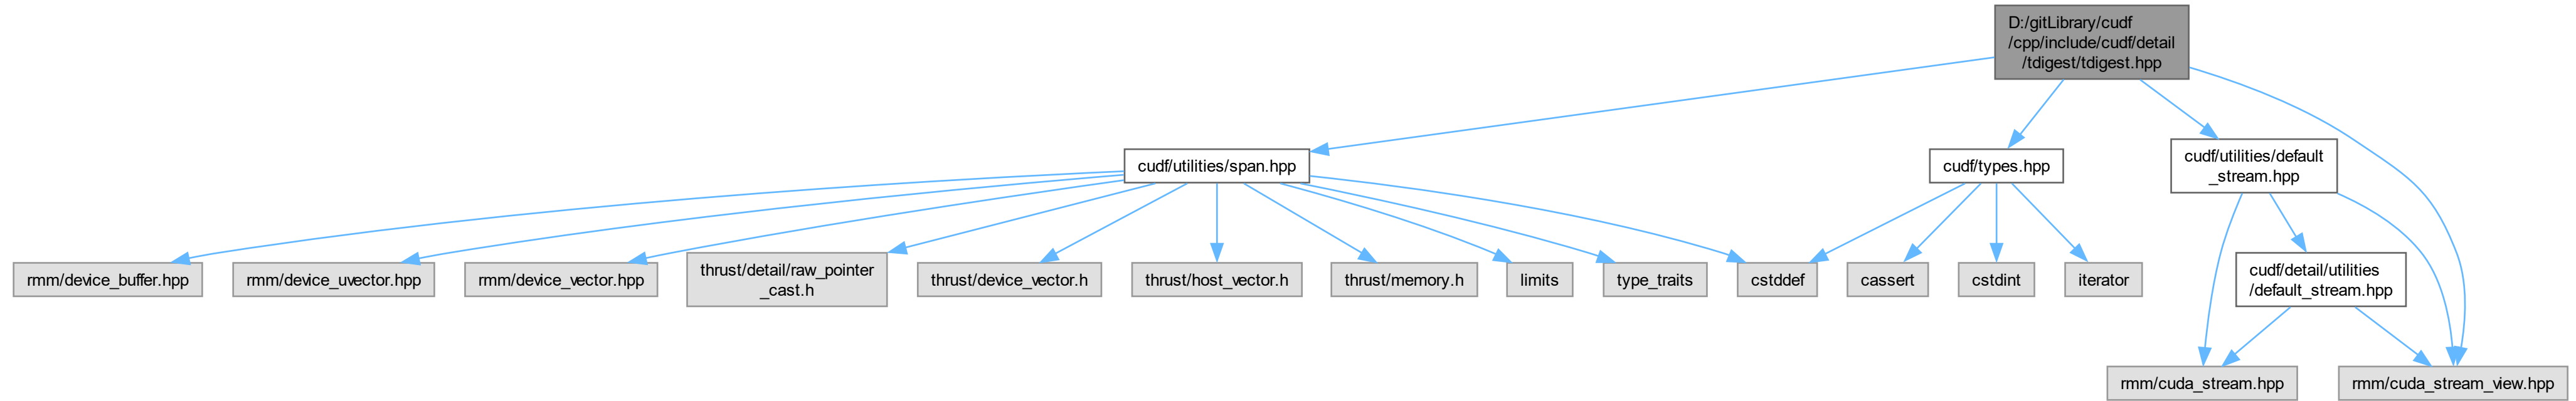 D:/gitLibrary/cudf
/cpp/include/cudf/detail
/tdigest/tdigest.hpp
cudf/utilities/span.hpp
cudf/types.hpp
cudf/utilities/default
_stream.hpp
rmm/device_buffer.hpp
rmm/device_uvector.hpp
rmm/device_vector.hpp
thrust/detail/raw_pointer
_cast.h
thrust/device_vector.h
thrust/host_vector.h
thrust/memory.h
limits
type_traits
cstddef
cassert
cstdint
iterator
cudf/detail/utilities
/default_stream.hpp
rmm/cuda_stream.hpp
rmm/cuda_stream_view.hpp